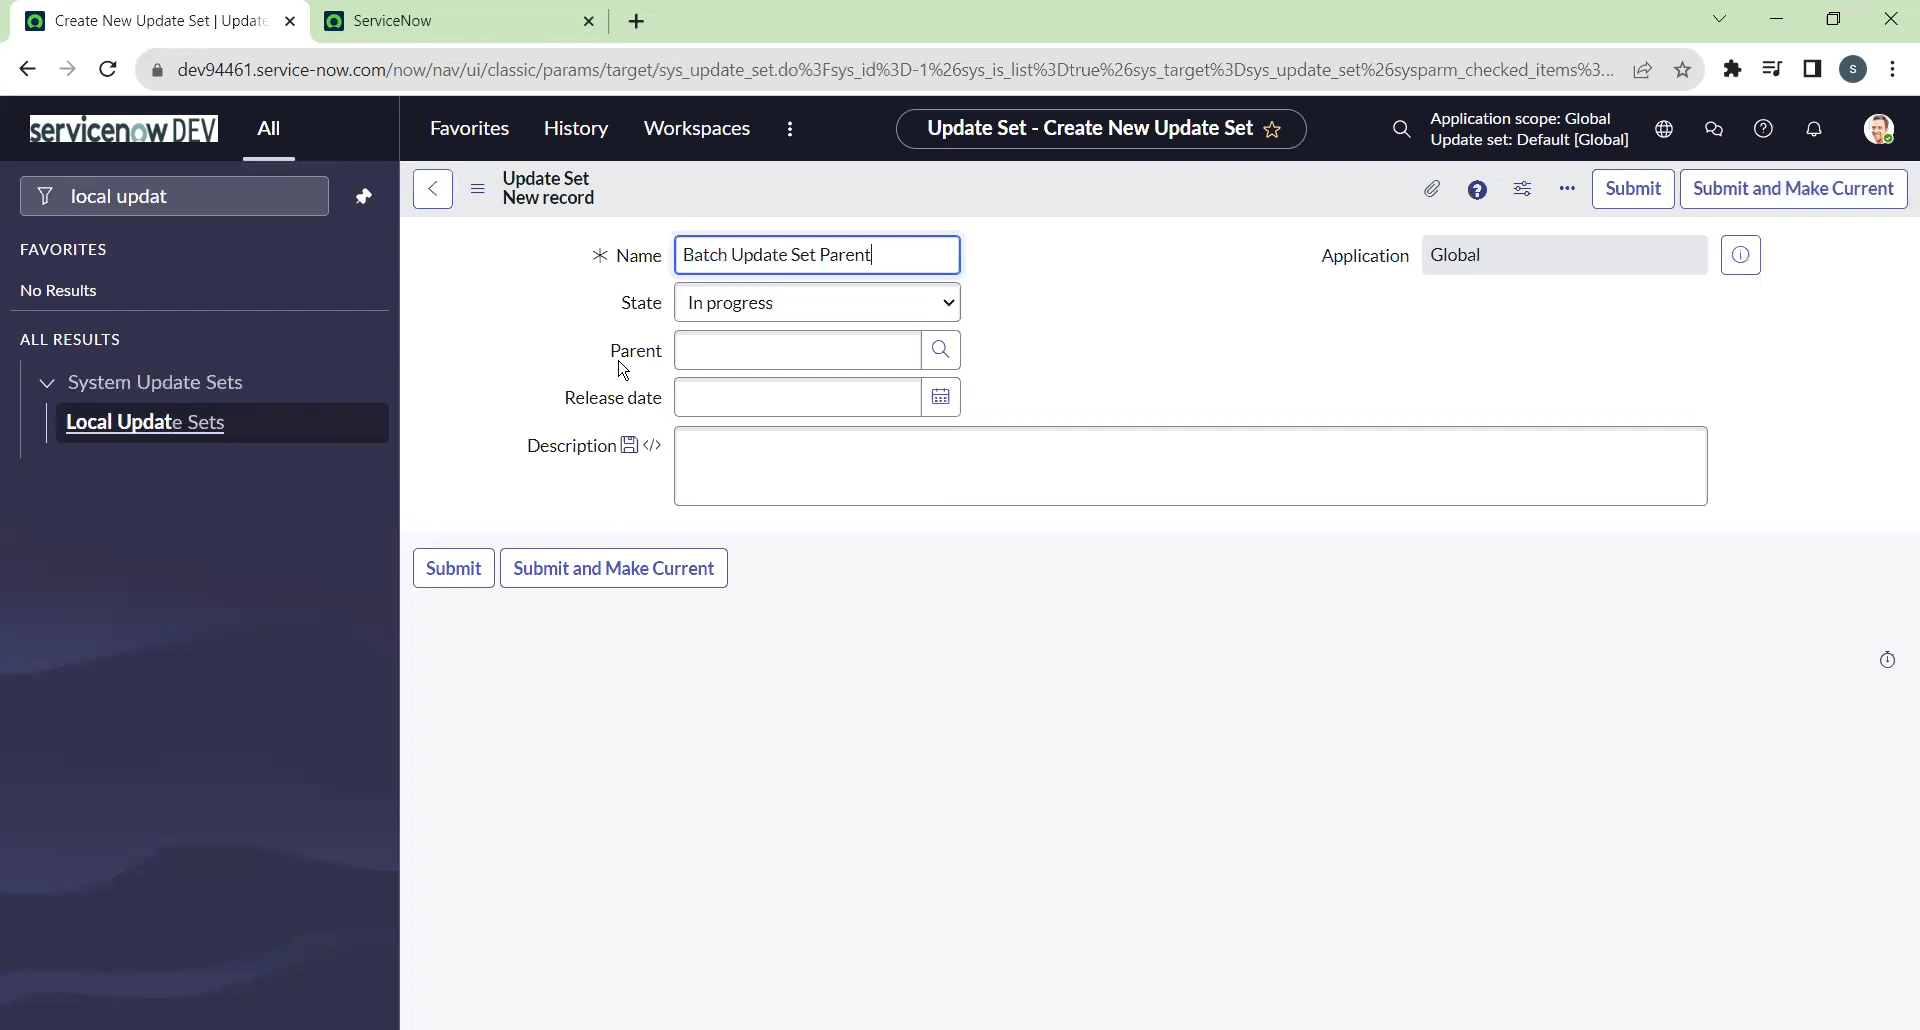 Create New Update Set | Update
ServiceNow
dev94461.service-now.com/now/nav/ui/classic/params/target/sys_update_set.do%3Fsys_id%3D-1%26sys_is_list%3Dtrue%26sys_target%3Dsys_update_set%26sysparm_checked_items%3...
S
servicenow DEV
All
Favorites
History
Workspaces
Update Set - Create New Update Set
Application scope: Global
Update set: Default [Global]
local updat
FAVORITES
No Results
ALL RESULTS
System Update Sets
Local Update Sets
Update Set
New record
Submit
Submit and Make Current
Name
Batch Update Set Parent
Application
Global
State
In progress
Parent
Release date
Description
Submit
Submit and Make Current